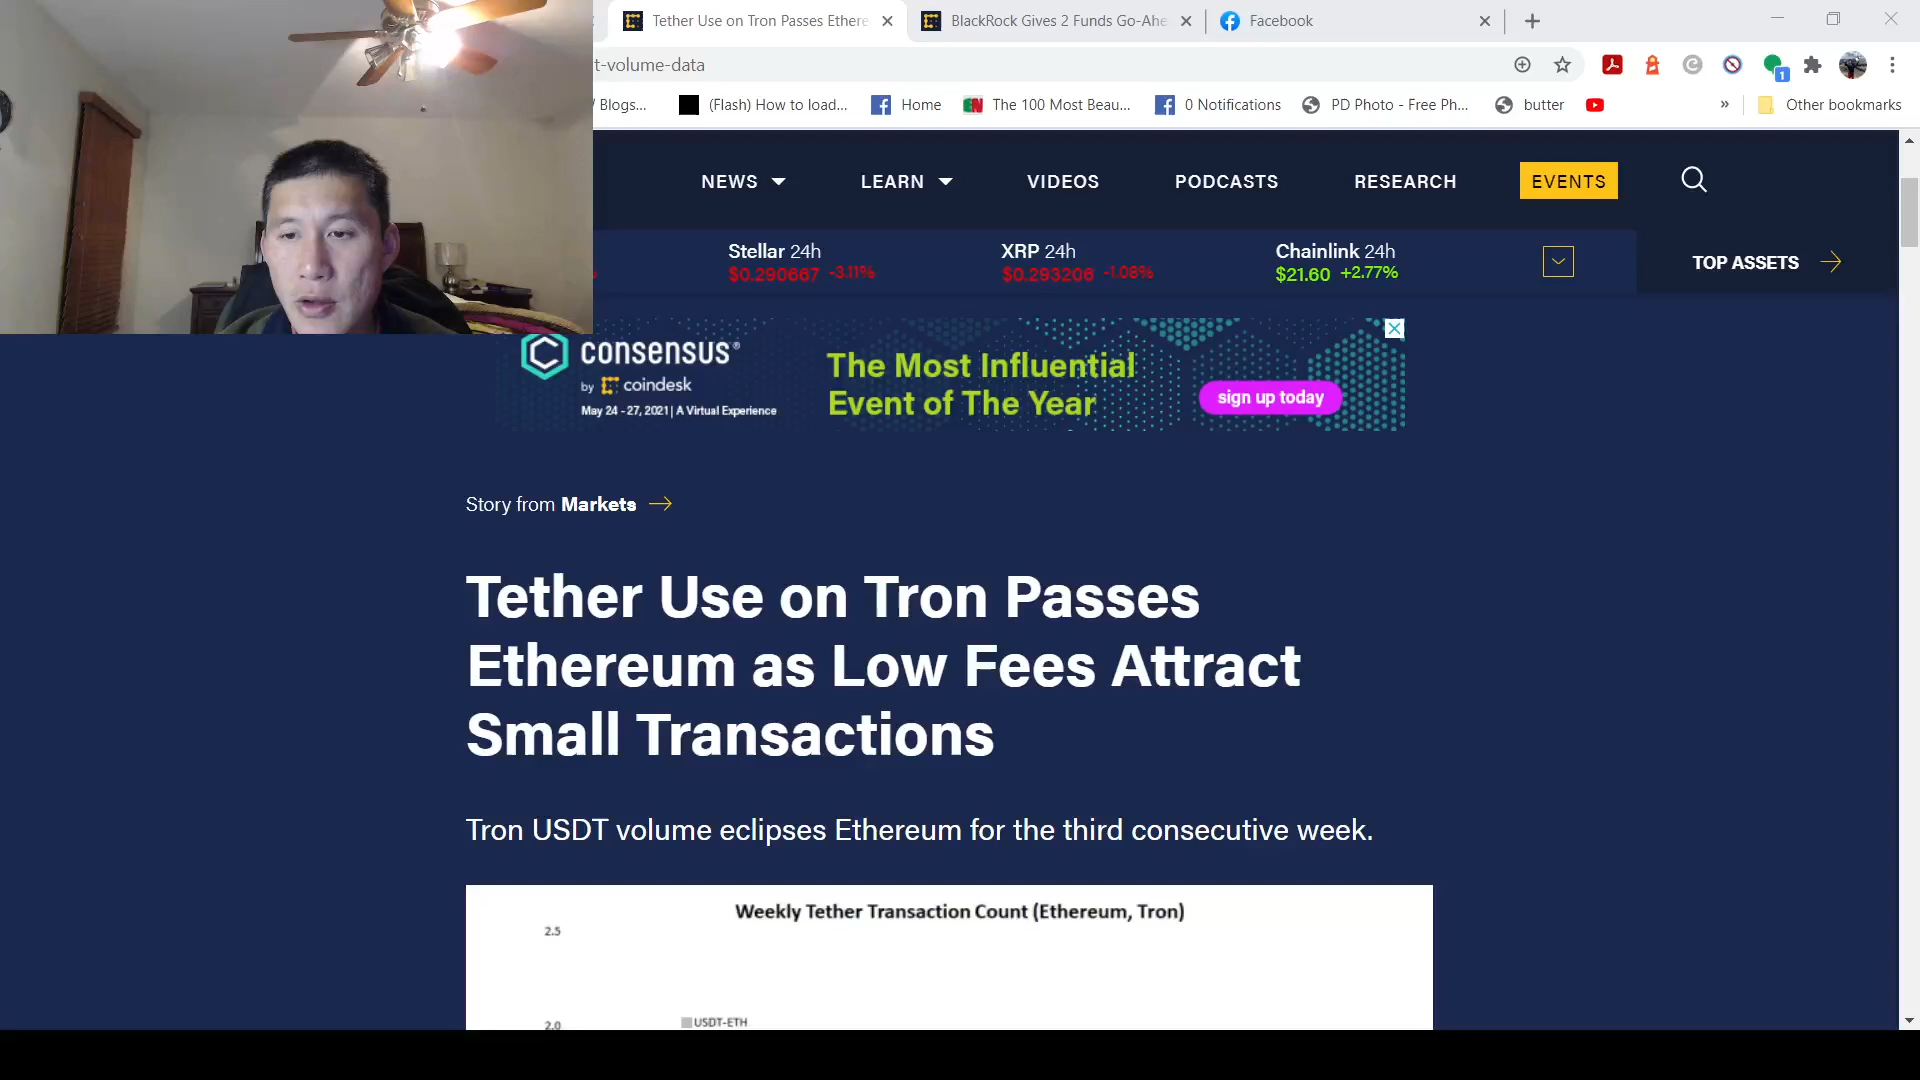 Tether Use on Tron Passes Ethere
BlackRock Gives 2 Funds Go-Ahe
Facebook
t-volume-data
1
/ Blogs...
(Flash) How to load...
Home
The 100 Most Beau...
0 Notifications
PD Photo - Free Ph...
butter
»
Other bookmarks
NEWS
LEARN
VIDEOS
PODCASTS
RESEARCH
EVENTS
Stellar 24h
$0.290667 -3.11%
XRP 24h
$0.293206 -1.08%
Chainlink 24h
$21.60 +2.77%
TOP ASSETS
consensus®
by coindesk
May 24 - 27, 2021 | A Virtual Experience
The Most Influential
Event of The Year
sign up today
Story from Markets
Tether Use on Tron Passes
Ethereum as Low Fees Attract
Small Transactions
Tron USDT volume eclipses Ethereum for the third consecutive week.
Weekly Tether Transaction Count (Ethereum, Tron)
2.5
2.0
USDT-ETH